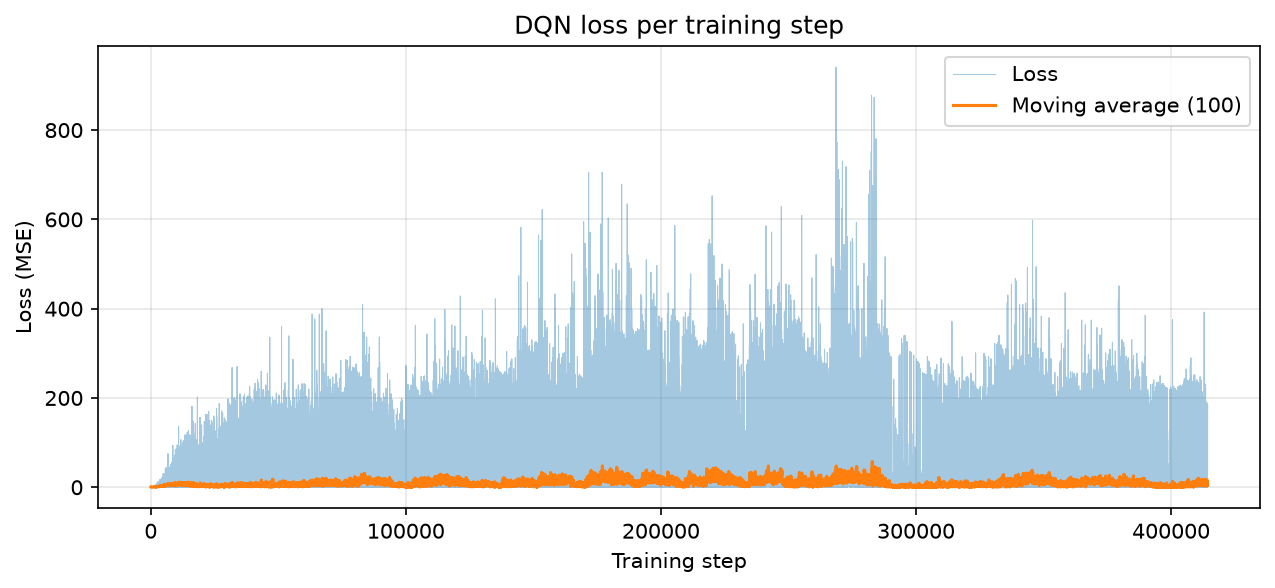 DQN loss per training step
Loss
Moving average (100)
Loss (MSE)
800
600
400
200
0
0
100000
200000
300000
400000
Training step